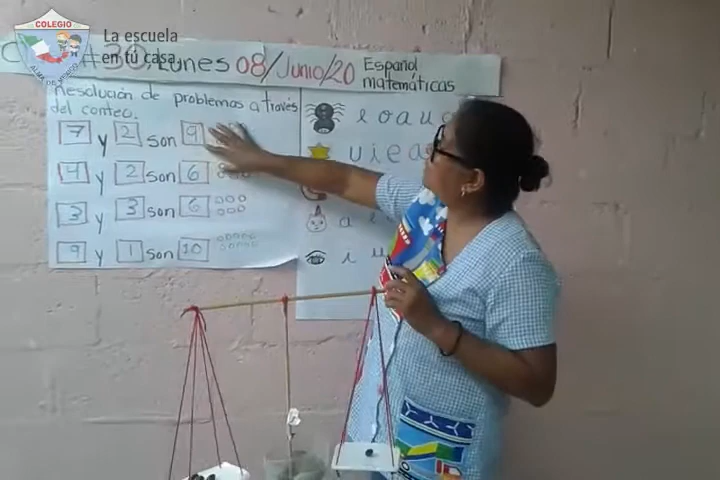 COLEGIO
La escuela
en tú casa.
Lunes 08/Junio/20 Español
matemáticas
Resolución de problemas a través
del conteo.
7 y 2 son 9
4 y 2 son 6
3 y 3 son 6
9 y 1 son 10
e o a u
u i e a